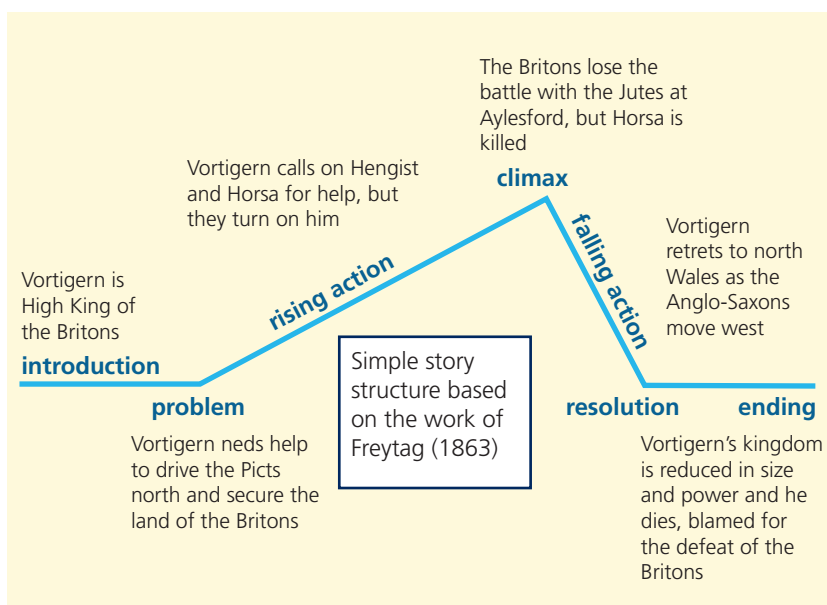 Vortigern is
High King of
the Britons
introduction
problem
Vortigern neds help
to drive the Picts
north and secure the
land of the Britons
Vortigern calls on Hengist
and Horsa for help, but
they turn on him
rising action
The Britons lose the
battle with the Jutes at
Aylesford, but Horsa is
killed
climax
falling action
Vortigern
retrets to north
Wales as the
Anglo-Saxons
move west
resolution
ending
Vortigern’s kingdom
is reduced in size
and power and he
dies, blamed for
the defeat of the
Britons
Simple story
structure based
on the work of
Freytag (1863)